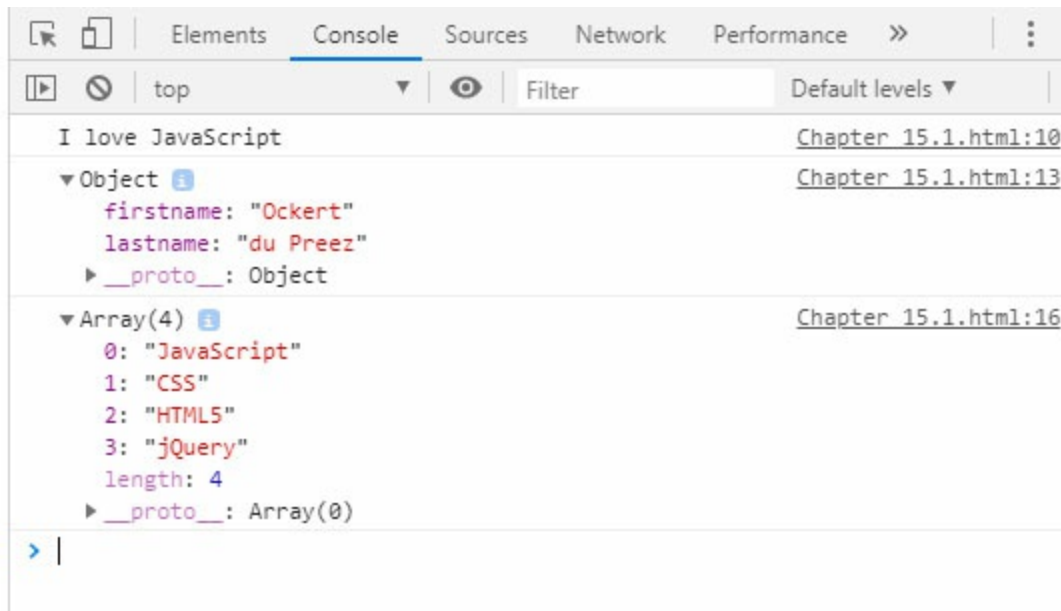 Elements Console Sources Network Performance »
top ▼ Filter Default levels ▼
I love JavaScript Chapter 15.1.html:10
▼Object i Chapter 15.1.html:13
firstname: "Ockert"
lastname: "du Preez"
▶ __proto__: Object
▼Array(4) i Chapter 15.1.html:16
0: "JavaScript"
1: "CSS"
2: "HTML5"
3: "jQuery"
length: 4
▶ __proto__: Array(0)
>